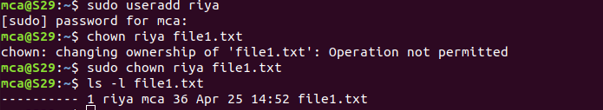 mca@S29:~$ sudo useradd riya
[sudo] password for mca:
mca@S29:~$ chown riya file1.txt
chown: changing ownership of 'file1.txt': Operation not permitted
mca@S29:~$ sudo chown riya file1.txt
mca@S29:~$ ls -l file1.txt
---------- 1 riya mca 36 Apr 25 14:52 file1.txt